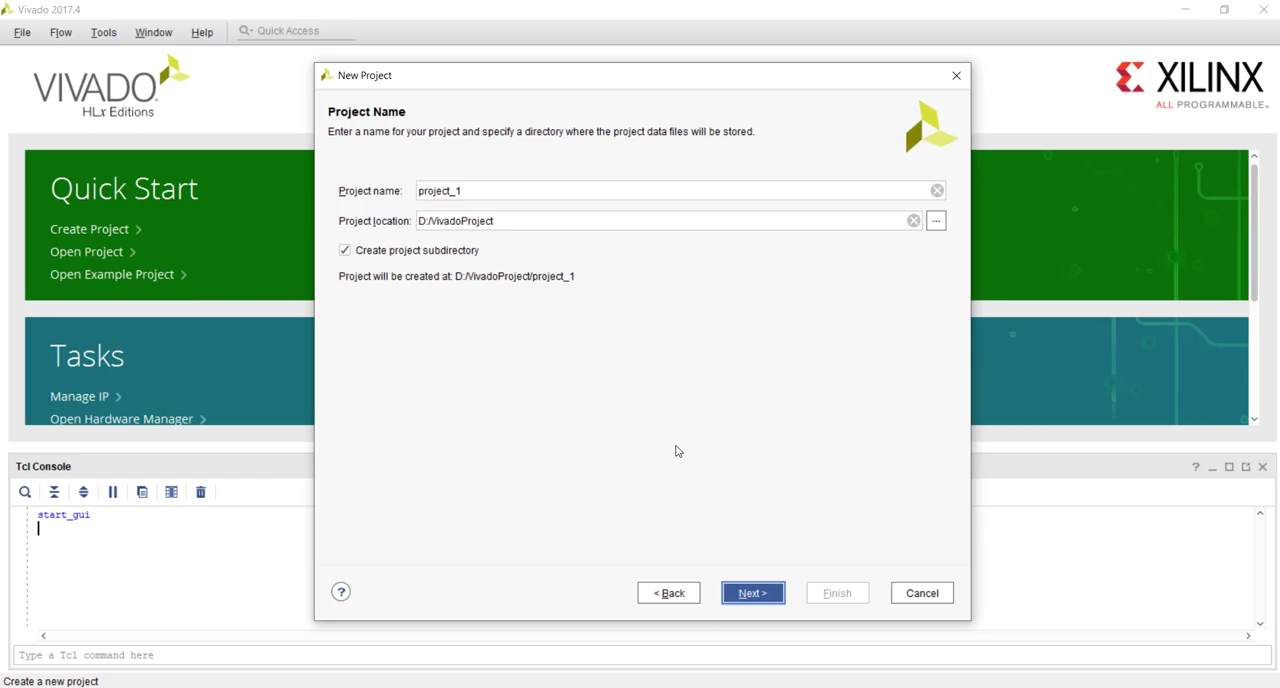 Vivado 2017.4
File Flow Tools Window Help Quick Access
VIVADO
HLx Editions
XILINX
ALL PROGRAMMABLE
Quick Start
Create Project >
Open Project >
Open Example Project >
Tasks
Manage IP >
Open Hardware Manager >
New Project
Project Name
Enter a name for your project and specify a directory where the project data files will be stored.
Project name: project_1
Project location: D:/VivadoProject ...
Create project subdirectory
Project will be created at: D:/VivadoProject/project_1
? < Back Next > Finish Cancel
Tcl Console
?
start_gui
Type a Tcl command here
Create a new project